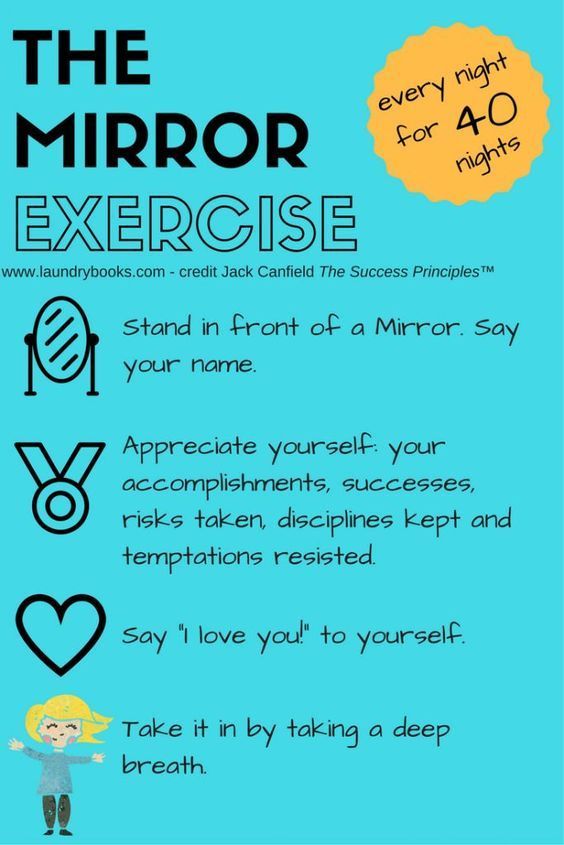 THE
MIRROR
EXERCISE
every night
for 40
nights
www.laundrybooks.com - credit Jack Canfield The Success Principles™
Stand in front of a Mirror. Say
your name.
Appreciate yourself: your
accomplishments, successes,
risks taken, disciplines kept and
temptations resisted.
Say "I love you!" to yourself.
Take it in by taking a deep
breath.